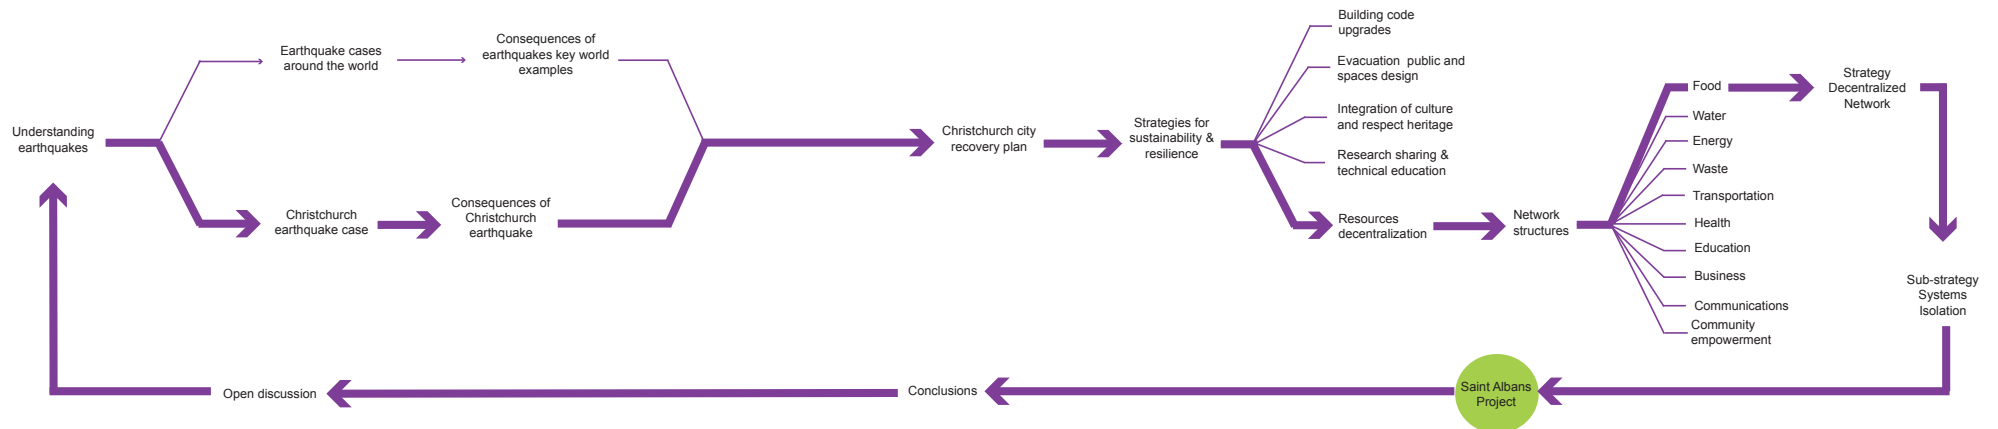 Understanding
earthquakes
Earthquake cases
around the world
Consequences of
earthquakes key world
examples
Christchurch
earthquake case
Consequences of
Christchurch
earthquake
Christchurch city
recovery plan
Strategies for
sustainability &
resilience
Building code
upgrades
Evacuation public and
spaces design
Integration of culture
and respect heritage
Research sharing &
technical education
Resources
decentralization
Network
structures
Food
Water
Energy
Waste
Transportation
Health
Education
Business
Communications
Community
empowerment
Strategy
Decentralized
Network
Sub-strategy
Systems
Isolation
Saint Albans
Project
Conclusions
Open discussion